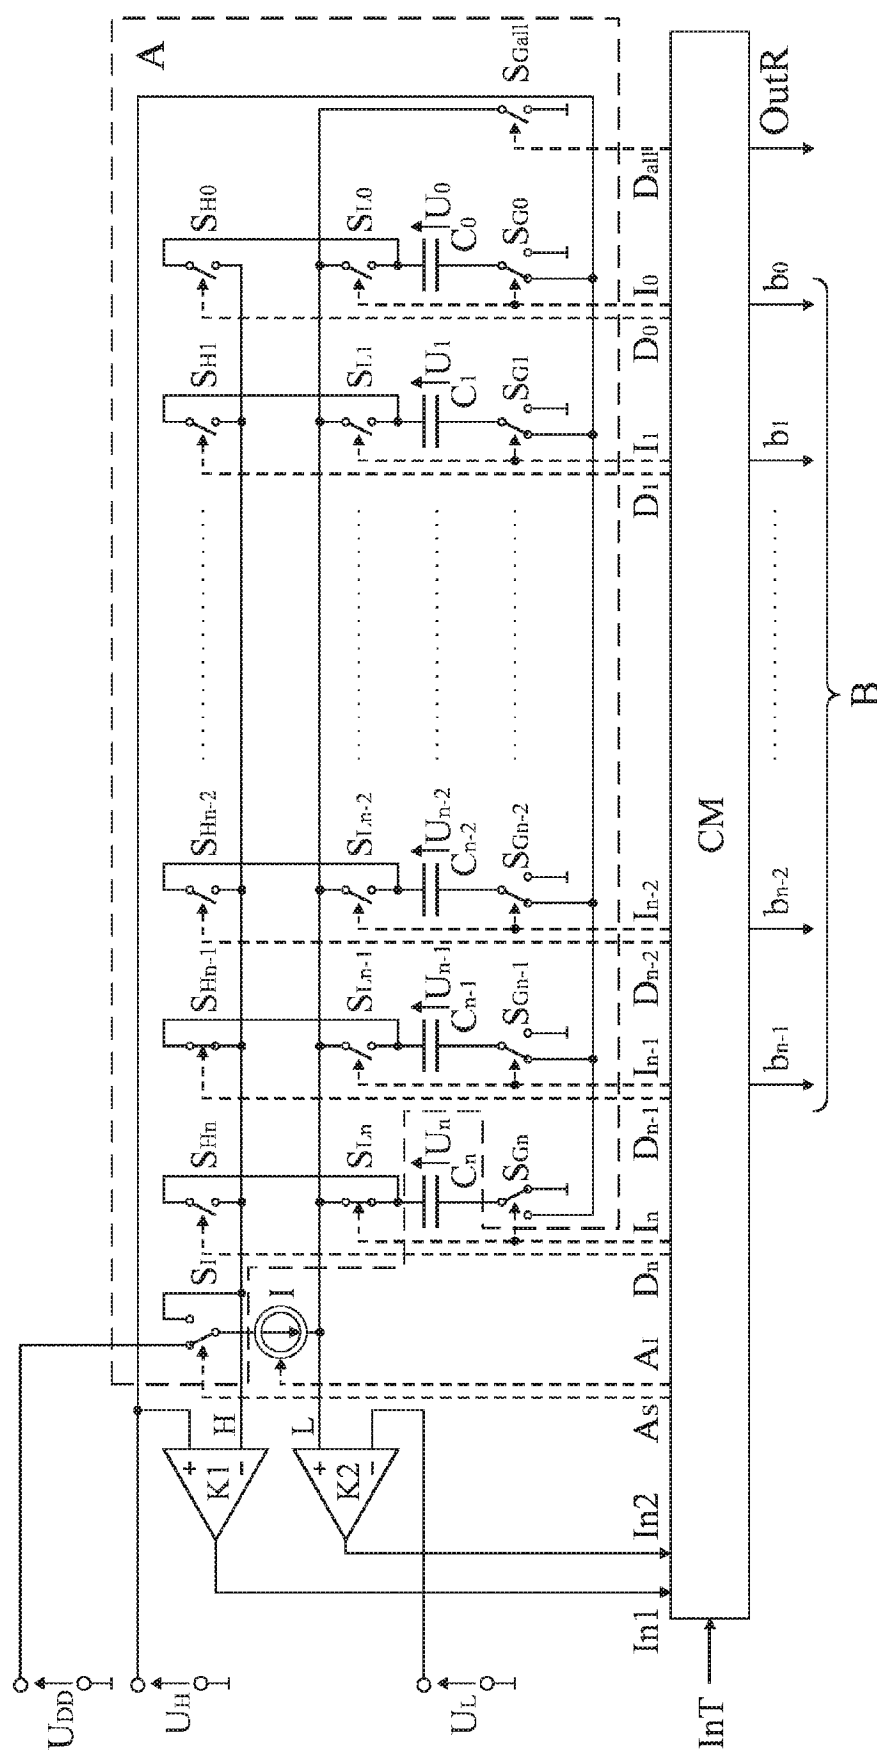 A
SGall
SH0
SL0
U0
C0
SG0
SH1
SL1
U1
C1
SG1
SHn-2
SLn-2
Un-2
Cn-2
SGn-2
SHn-1
SLn-1
Un-1
Cn-1
SGn-1
SHn
SLn
Un
Cn
SGn
SI
I
H
L
+
−
K1
+
−
K2
UDD
UH
UL
In1
In2
AS
AI
Dn
In
Dn-1
In-1
Dn-2
In-2
D1
I1
D0
I0
Dall
CM
InT
bn-1
bn-2
b1
b0
OutR
B